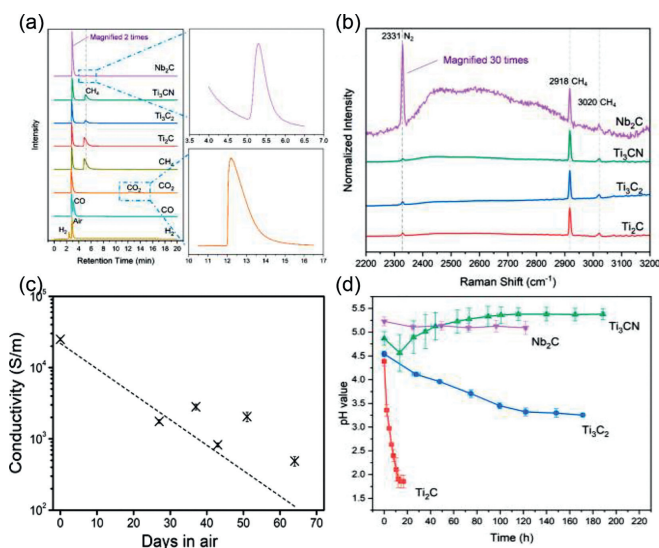 (a)
Magnified 2 times
Nb2C
CH4
Ti3CN
Ti3C2
Ti2C
CH4
CO2
CO2
CO
CO
Air
H2
H2
0 2 4 6 8 10 12 14 16 18 20
Retention Time (min)
Intensity
3.5 4.0 4.5 5.0 5.5 6.0 6.5 7.0
10 11 12 13 14 15 16 17
(b)
2331 N2
Magnified 30 times
2918 CH4
3020 CH4
Nb2C
Ti3CN
Ti3C2
Ti2C
Normalized Intensity
2200 2300 2400 2500 2600 2700 2800 2900 3000 3100 3200
Raman Shift (cm-1)
(c)
Conductivity (S/m)
10^5
10^4
10^3
10^2
0 10 20 30 40 50 60 70
Days in air
(d)
pH value
5.5
5.0
4.5
4.0
3.5
3.0
2.5
2.0
1.5
Ti3CN
Nb2C
Ti3C2
Ti2C
0 20 40 60 80 100 120 140 160 180 200 220
Time (h)